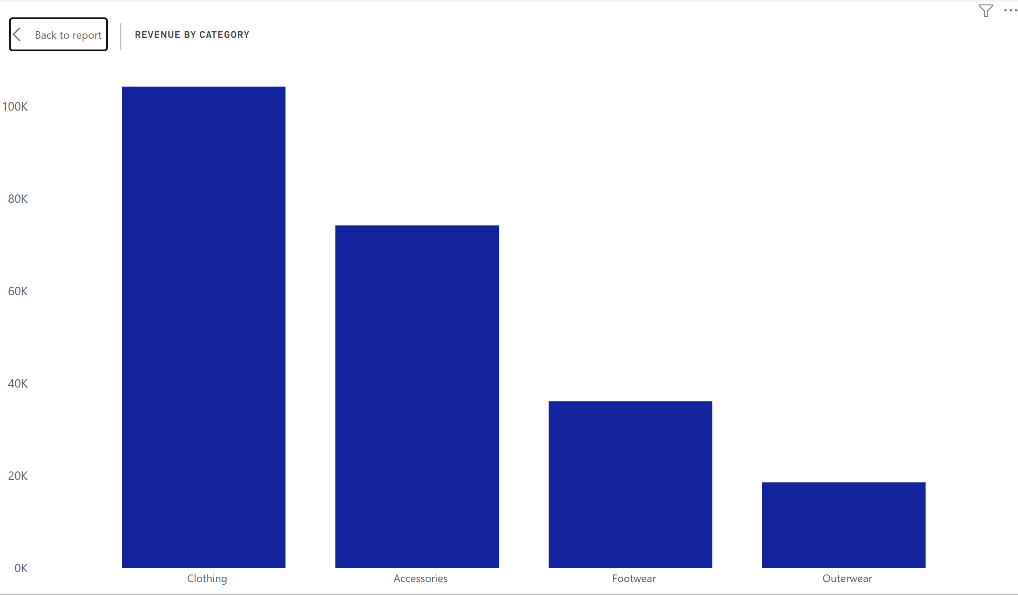 Back to report
REVENUE BY CATEGORY
100K
80K
60K
40K
20K
0K
Clothing Accessories Footwear Outerwear